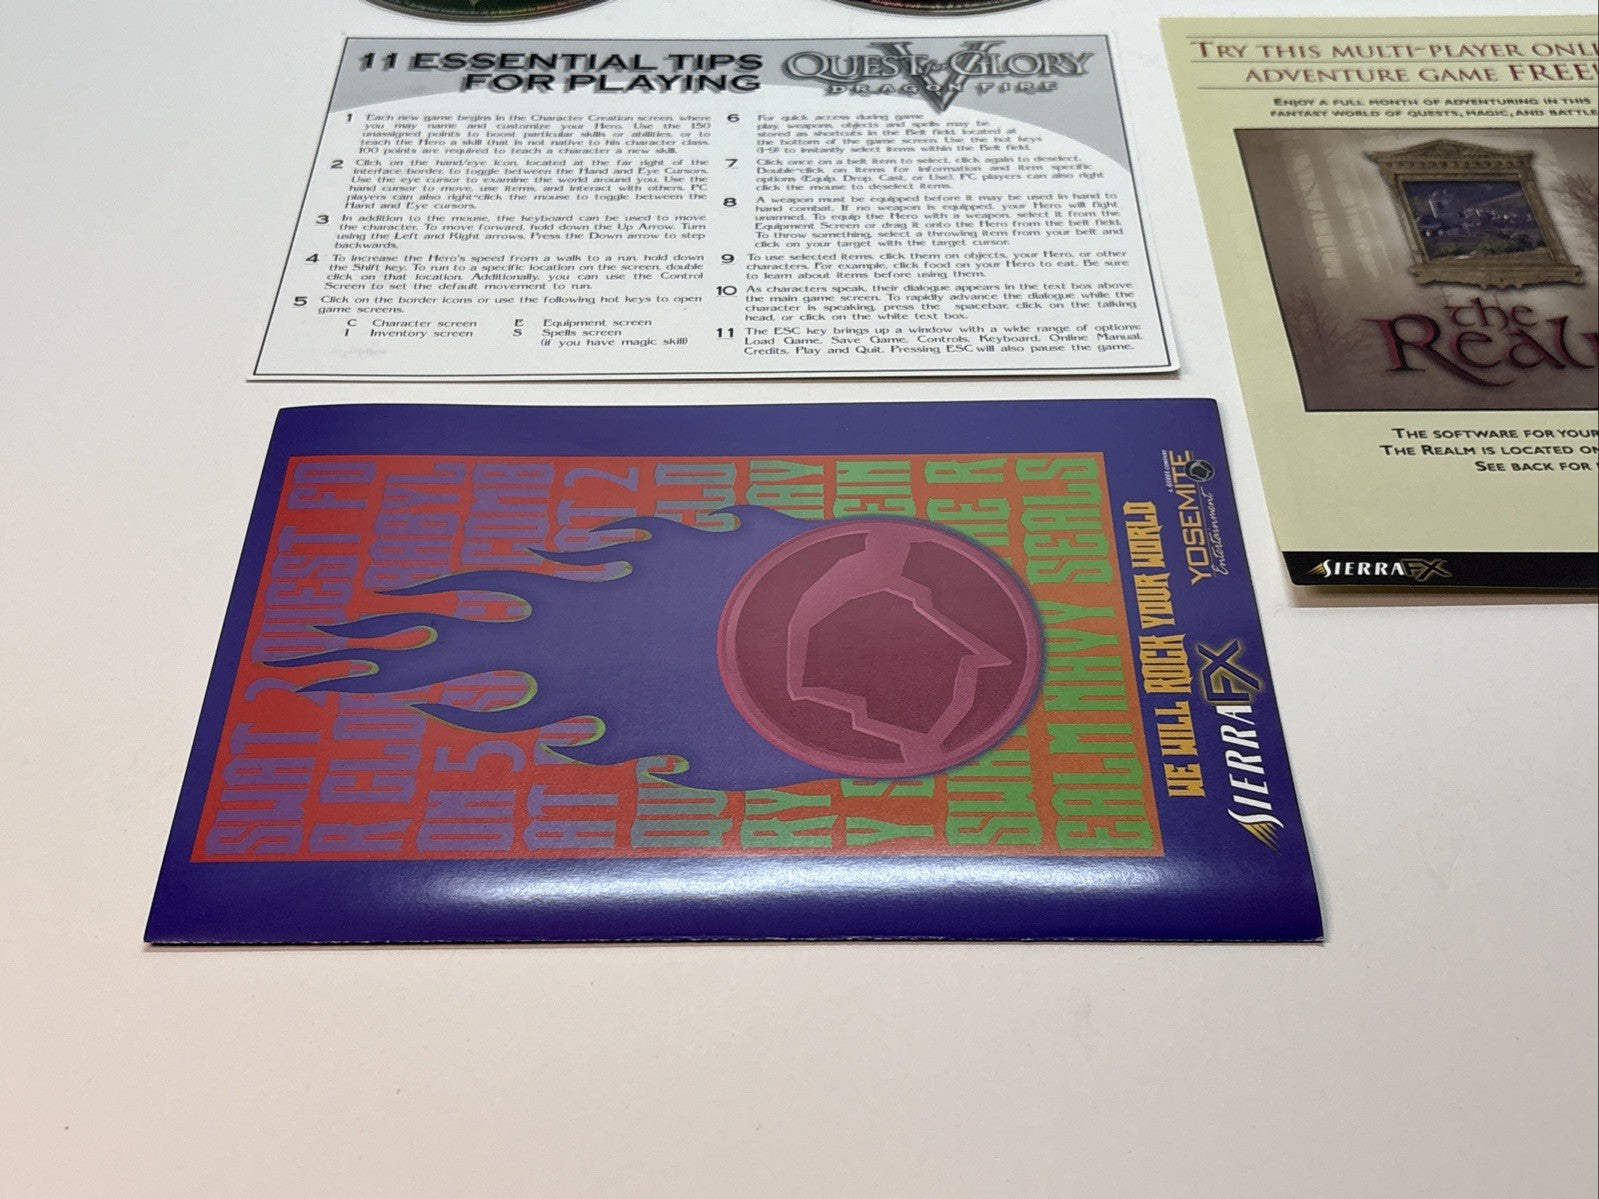 11 ESSENTIAL TIPS
FOR PLAYING
QUEST for GLORY
V
DRAGON FIRE
1 Each new game begins in the Character Creation screen, where
you may name and customize your Hero. Use the 150
unassigned points to boost particular skills or abilities, or to
teach the Hero a skill that is not native to his character class.
100 points are required to teach a character a new skill.
2 Click on the hand/eye icon, located at the far right of the
Interface border, to toggle between the Hand and Eye Cursors.
Use the eye cursor to examine the world around you. Use the
hand cursor to move, use items, and interact with others. PC
players can also right-click the mouse to toggle between the
Hand and Eye cursors.
3 In addition to the mouse, the keyboard can be used to move
the character. To move forward, hold down the Up Arrow. Turn
using the Left and Right arrows. Press the Down arrow to step
backwards.
4 To increase the Hero's speed from a walk to a run, hold down
the Shift key. To run to a specific location on the screen, double
click on that location. Additionally, you can use the Control
Screen to set the default movement to run.
5 Click on the border icons or use the following hot keys to open
game screens.
C Character screen E Equipment screen
I Inventory screen S Spells screen
(if you have magic skill)
6 For quick access during game
play, weapons, objects and spells may be
stored as shortcuts in the Belt field, located at
the bottom of the game screen. Use the hot keys
(1-9) to instantly select items within the Belt field.
7 Click once on a belt item to select, click again to deselect.
Double-click on items for information and item specific
options (Equip, Drop, Cast, or Use). PC players can also right
click the mouse to deselect items.
8 A weapon must be equipped before it may be used in hand to
hand combat. If no weapon is equipped, your Hero will fight
unarmed. To equip the Hero with a weapon, select it from the
Equipment Screen or drag it onto the Hero from the belt field.
To throw something, select a throwing item from your belt and
click on your target with the target cursor.
9 To use selected items, click them on objects, your Hero, or other
characters. For example, click food on your Hero to eat. Be sure
to learn about items before using them.
10 As characters speak, their dialogue appears in the text box above
the main game screen. To rapidly advance the dialogue while the
character is speaking, press the spacebar, click on the talking
head, or click on the white text box.
11 The ESC key brings up a window with a wide range of options:
Load Game, Save Game, Controls, Keyboard, Online Manual,
Credits, Play and Quit. Pressing ESC will also pause the game.
TRY THIS MULTI-PLAYER ONLI
ADVENTURE GAME FREE!
ENJOY A FULL MONTH OF ADVENTURING IN THIS
FANTASY WORLD OF QUESTS, MAGIC, AND BATTLE
the
Real
THE SOFTWARE FOR YOUR
THE REALM IS LOCATED ON
SEE BACK FOR
SIERRA FX
SWAT 2 QUEST FO
R GLO ABYL
ON 5 COMB
AT 2
GLO
RY
Y S EIN
SWA HE R
EALM NAVY SEALS
WE WILL ROCK YOUR WORLD
SIERRA FX
YOSEMITE
Entertainment